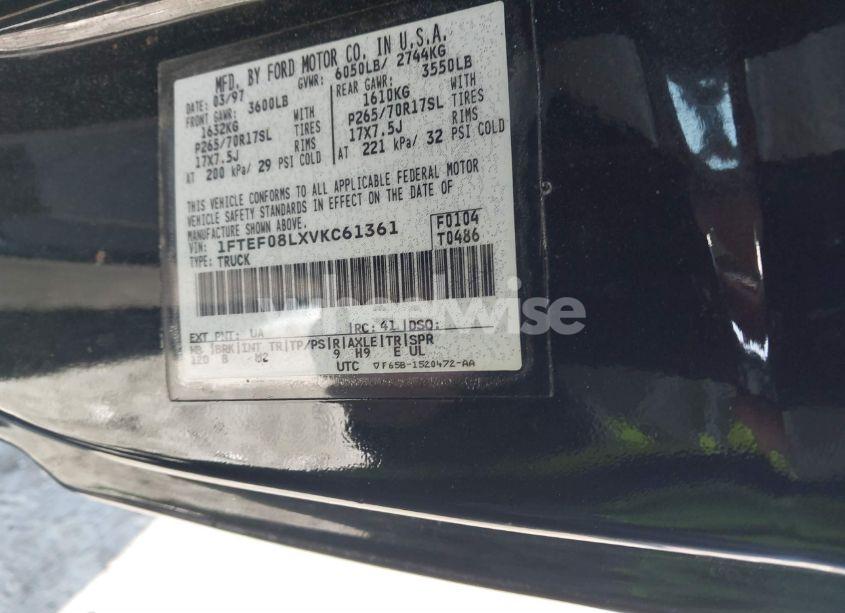 MFD. BY FORD MOTOR CO. IN U.S.A.
DATE: 03/97 GVWR: 6050LB/ 2744KG
FRONT GAWR: 3600LB REAR GAWR: 3550LB
1632KG WITH 1610KG WITH
P265/70R17SL TIRES P265/70R17SL TIRES
17X7.5J RIMS 17X7.5J RIMS
AT 200 kPa/ 29 PSI COLD AT 221 kPa/ 32 PSI COLD
THIS VEHICLE CONFORMS TO ALL APPLICABLE FEDERAL MOTOR
VEHICLE SAFETY STANDARDS IN EFFECT ON THE DATE OF
MANUFACTURE SHOWN ABOVE.
VIN: 1FTEF08LXVKC61361 F0104
TYPE: TRUCK T0486
wheelwise
EXT PNT: UA RC: 41 DSO:
WB BRK INT TR TP/PS R AXLE TR SPR
120 B M2 9 H9 E UL
UTC ▽F65B-1520472-AA